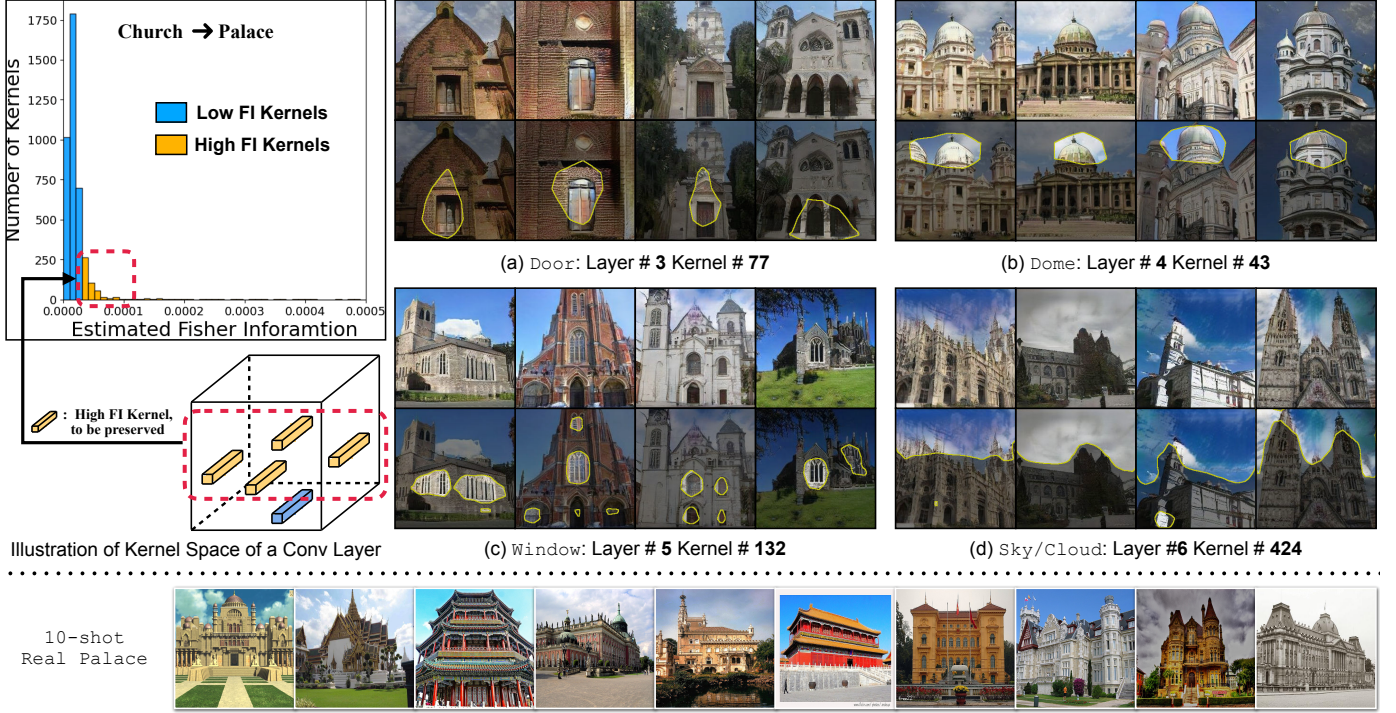 Church → Palace
Number of Kernels
1750
1500
1250
1000
750
500
250
0
Low FI Kernels
High FI Kernels
0.0000 0.0001 0.0002 0.0003 0.0004 0.0005
Estimated Fisher Inforamtion
: High FI Kernel,
to be preserved
Illustration of Kernel Space of a Conv Layer
(a) Door: Layer # 3 Kernel # 77
(b) Dome: Layer # 4 Kernel # 43
(c) Window: Layer # 5 Kernel # 132
(d) Sky/Cloud: Layer #6 Kernel # 424
10-shot
Real Palace